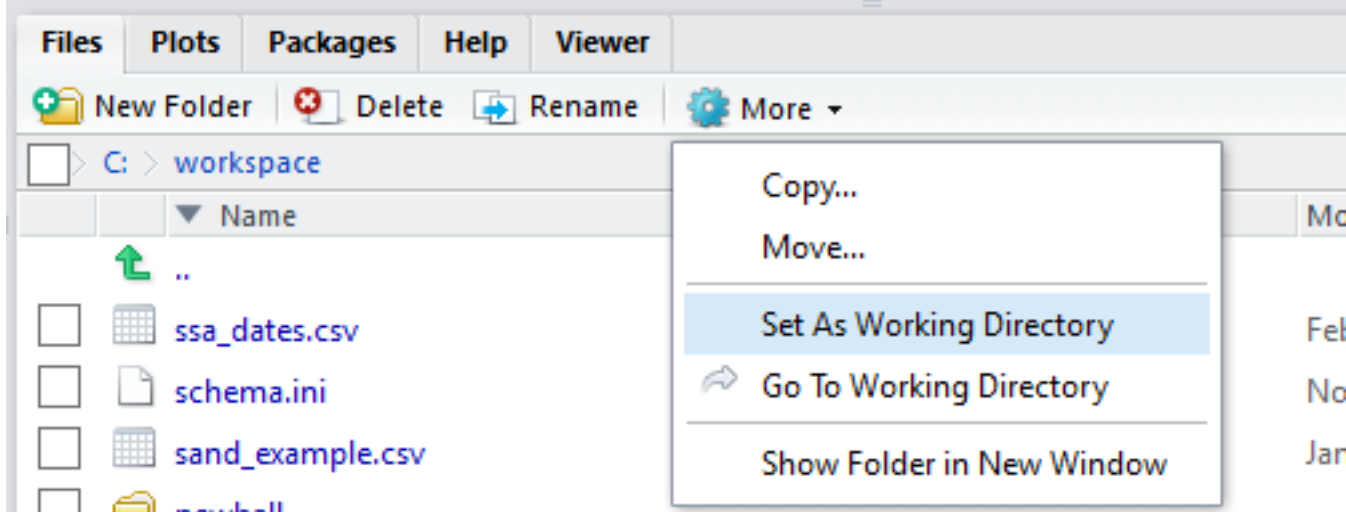 Files Plots Packages Help Viewer
New Folder Delete Rename More
C: workspace
Name
..
ssa_dates.csv
schema.ini
sand_example.csv
Copy...
Move...
Set As Working Directory
Go To Working Directory
Show Folder in New Window